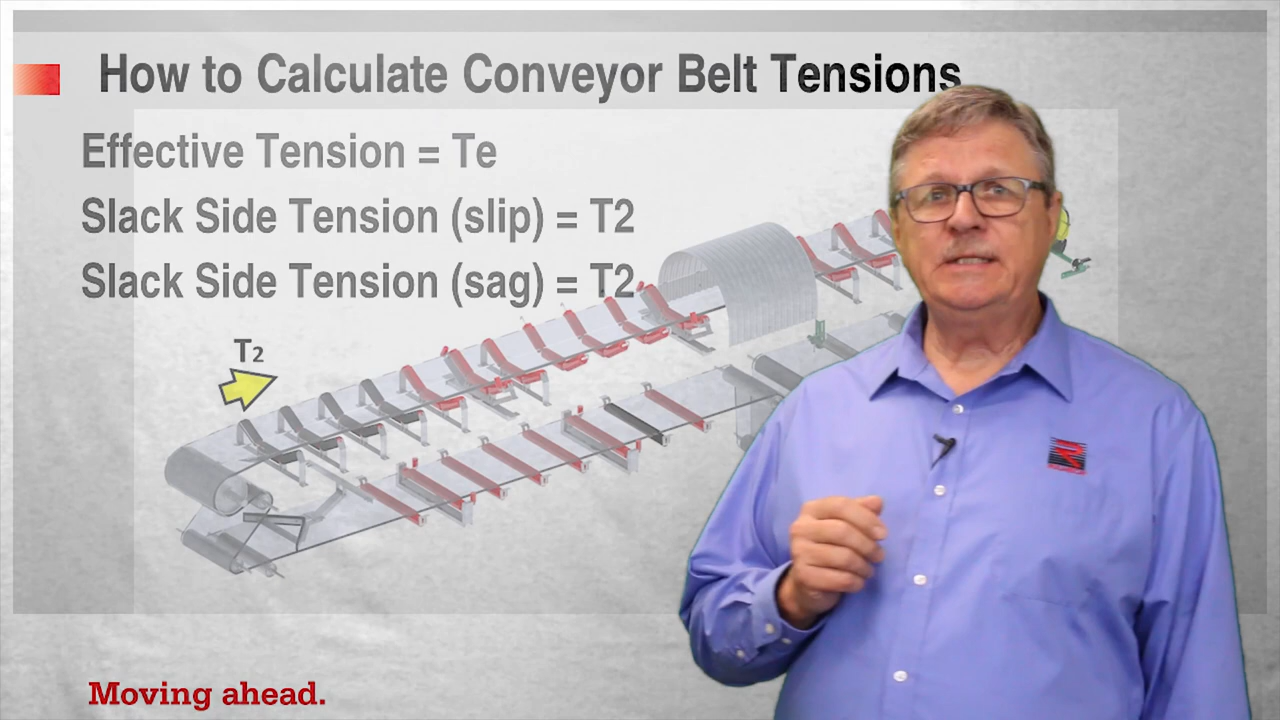 How to Calculate Conveyor Belt Tensions
Effective Tension = Te
Slack Side Tension (slip) = T2
Slack Side Tension (sag) = T2
T2
Moving ahead.